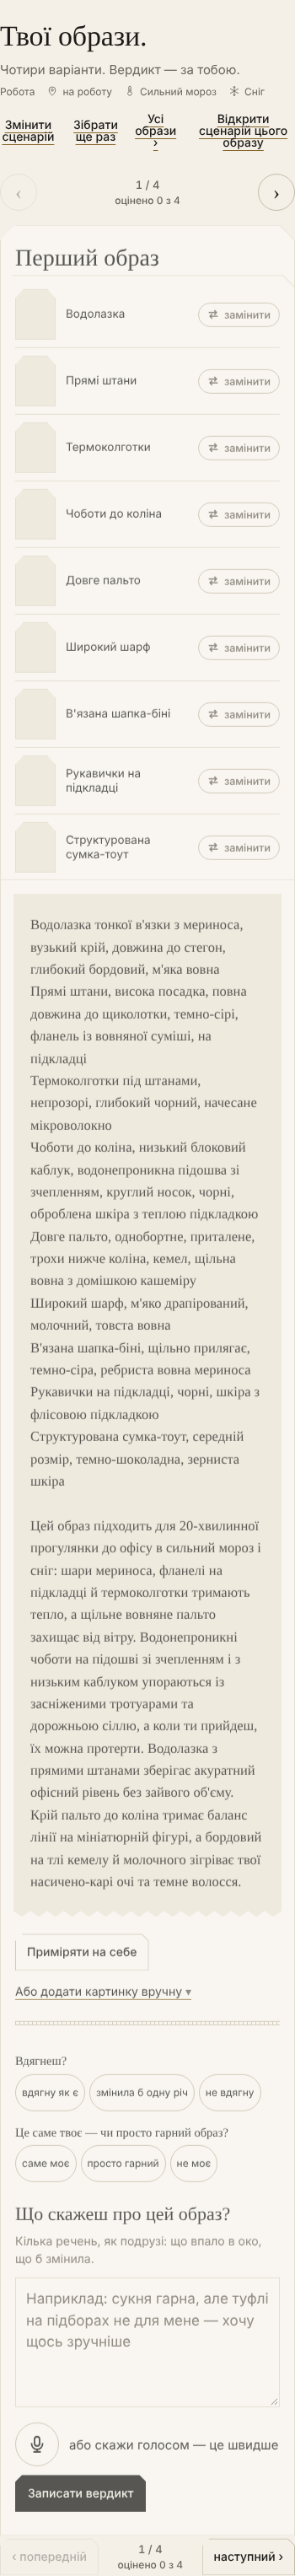 Твої образи.
Чотири варіанти. Вердикт — за тобою.
Робота на роботу Сильний мороз Сніг
Змінити сценарій
Зібрати ще раз
Усі образи ›
Відкрити сценарій цього образу
‹
1 / 4
оцінено 0 з 4
›
Перший образ
Водолазка
замінити
Прямі штани
замінити
Термоколготки
замінити
Чоботи до коліна
замінити
Довге пальто
замінити
Широкий шарф
замінити
В'язана шапка-біні
замінити
Рукавички на
підкладці
замінити
Структурована
сумка-тоут
замінити
Водолазка тонкої в'язки з мериноса,
вузький крій, довжина до стегон,
глибокий бордовий, м'яка вовна
Прямі штани, висока посадка, повна
довжина до щиколотки, темно-сірі,
фланель із вовняної суміші, на
підкладці
Термоколготки під штанами,
непрозорі, глибокий чорний, начесане
мікроволокно
Чоботи до коліна, низький блоковий
каблук, водонепроникна підошва зі
зчепленням, круглий носок, чорні,
оброблена шкіра з теплою підкладкою
Довге пальто, однобортне, приталене,
трохи нижче коліна, кемел, щільна
вовна з домішкою кашеміру
Широкий шарф, м'яко драпірований,
молочний, товста вовна
В'язана шапка-біні, щільно прилягає,
темно-сіра, ребриста вовна мериноса
Рукавички на підкладці, чорні, шкіра з
флісовою підкладкою
Структурована сумка-тоут, середній
розмір, темно-шоколадна, зерниста
шкіра
Цей образ підходить для 20-хвилинної
прогулянки до офісу в сильний мороз і
сніг: шари мериноса, фланелі на
підкладці й термоколготки тримають
тепло, а щільне вовняне пальто
захищає від вітру. Водонепроникні
чоботи на підошві зі зчепленням і з
низьким каблуком упораються із
засніженими тротуарами та
дорожньою сіллю, а коли ти прийдеш,
їх можна протерти. Водолазка з
прямими штанами зберігає акуратний
офісний рівень без зайвого об'єму.
Крій пальто до коліна тримає баланс
лінії на мініатюрній фігурі, а бордовий
на тлі кемелу й молочного зігріває твої
насичено-карі очі та темне волосся.
Приміряти на себе
Або додати картинку вручну ▾
Вдягнеш?
вдягну як є
змінила б одну річ
не вдягну
Це саме твоє — чи просто гарний образ?
саме моє
просто гарний
не моє
Що скажеш про цей образ?
Кілька речень, як подрузі: що впало в око,
що б змінила.
Наприклад: сукня гарна, але туфлі
на підборах не для мене — хочу
щось зручніше
або скажи голосом — це швидше
Записати вердикт
‹ попередній
1 / 4
оцінено 0 з 4
наступний ›